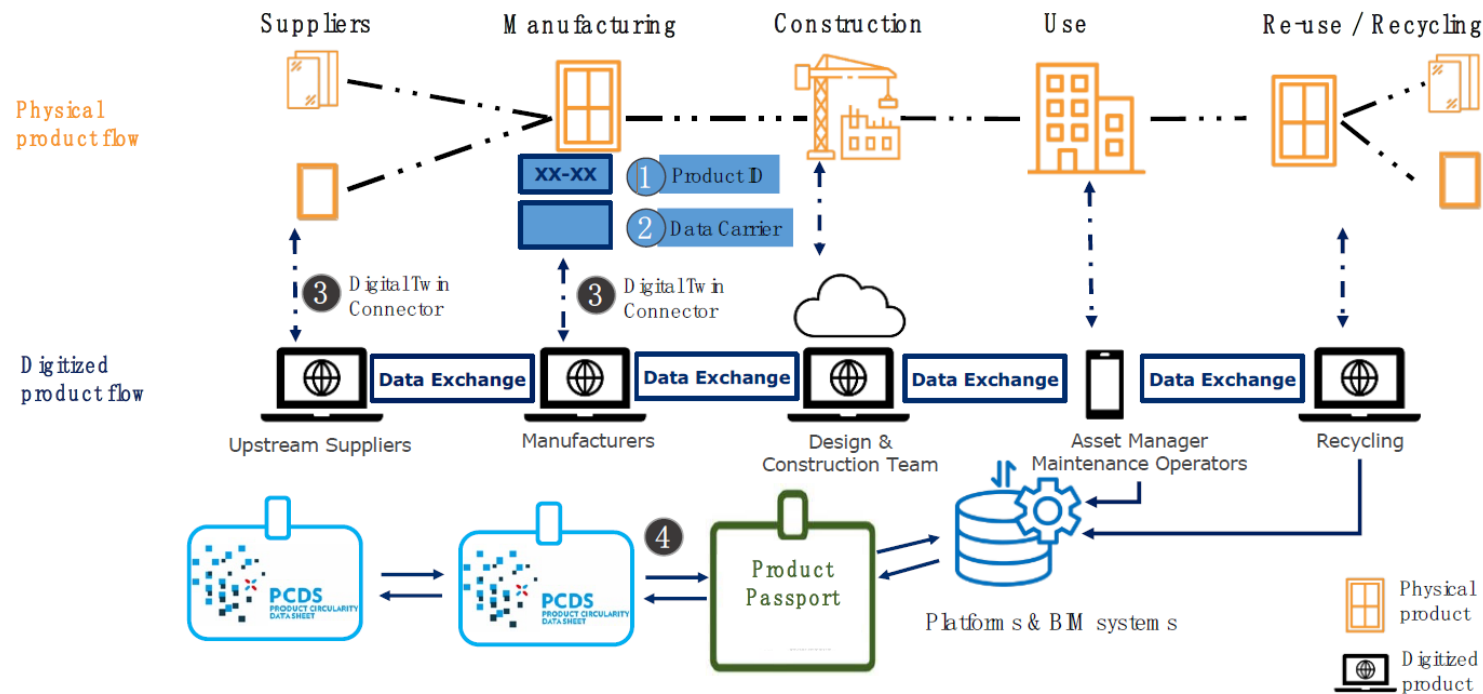 Suppliers
Manufacturing
Construction
Use
Re-use / Recycling
Physical
product flow
XX-XX
1
Product ID
2
Data Carrier
3
Digital Twin
Connector
3
Digital Twin
Connector
Digitized
product flow
Data Exchange
Data Exchange
Data Exchange
Data Exchange
Upstream Suppliers
Manufacturers
Design &
Construction Team
Asset Manager
Maintenance Operators
Recycling
4
PCDS
PRODUCT CIRCULARITY
DATA SHEET
PCDS
PRODUCT CIRCULARITY
DATA SHEET
Product
Passport
Platforms & BIM systems
Physical
product
Digitized
product